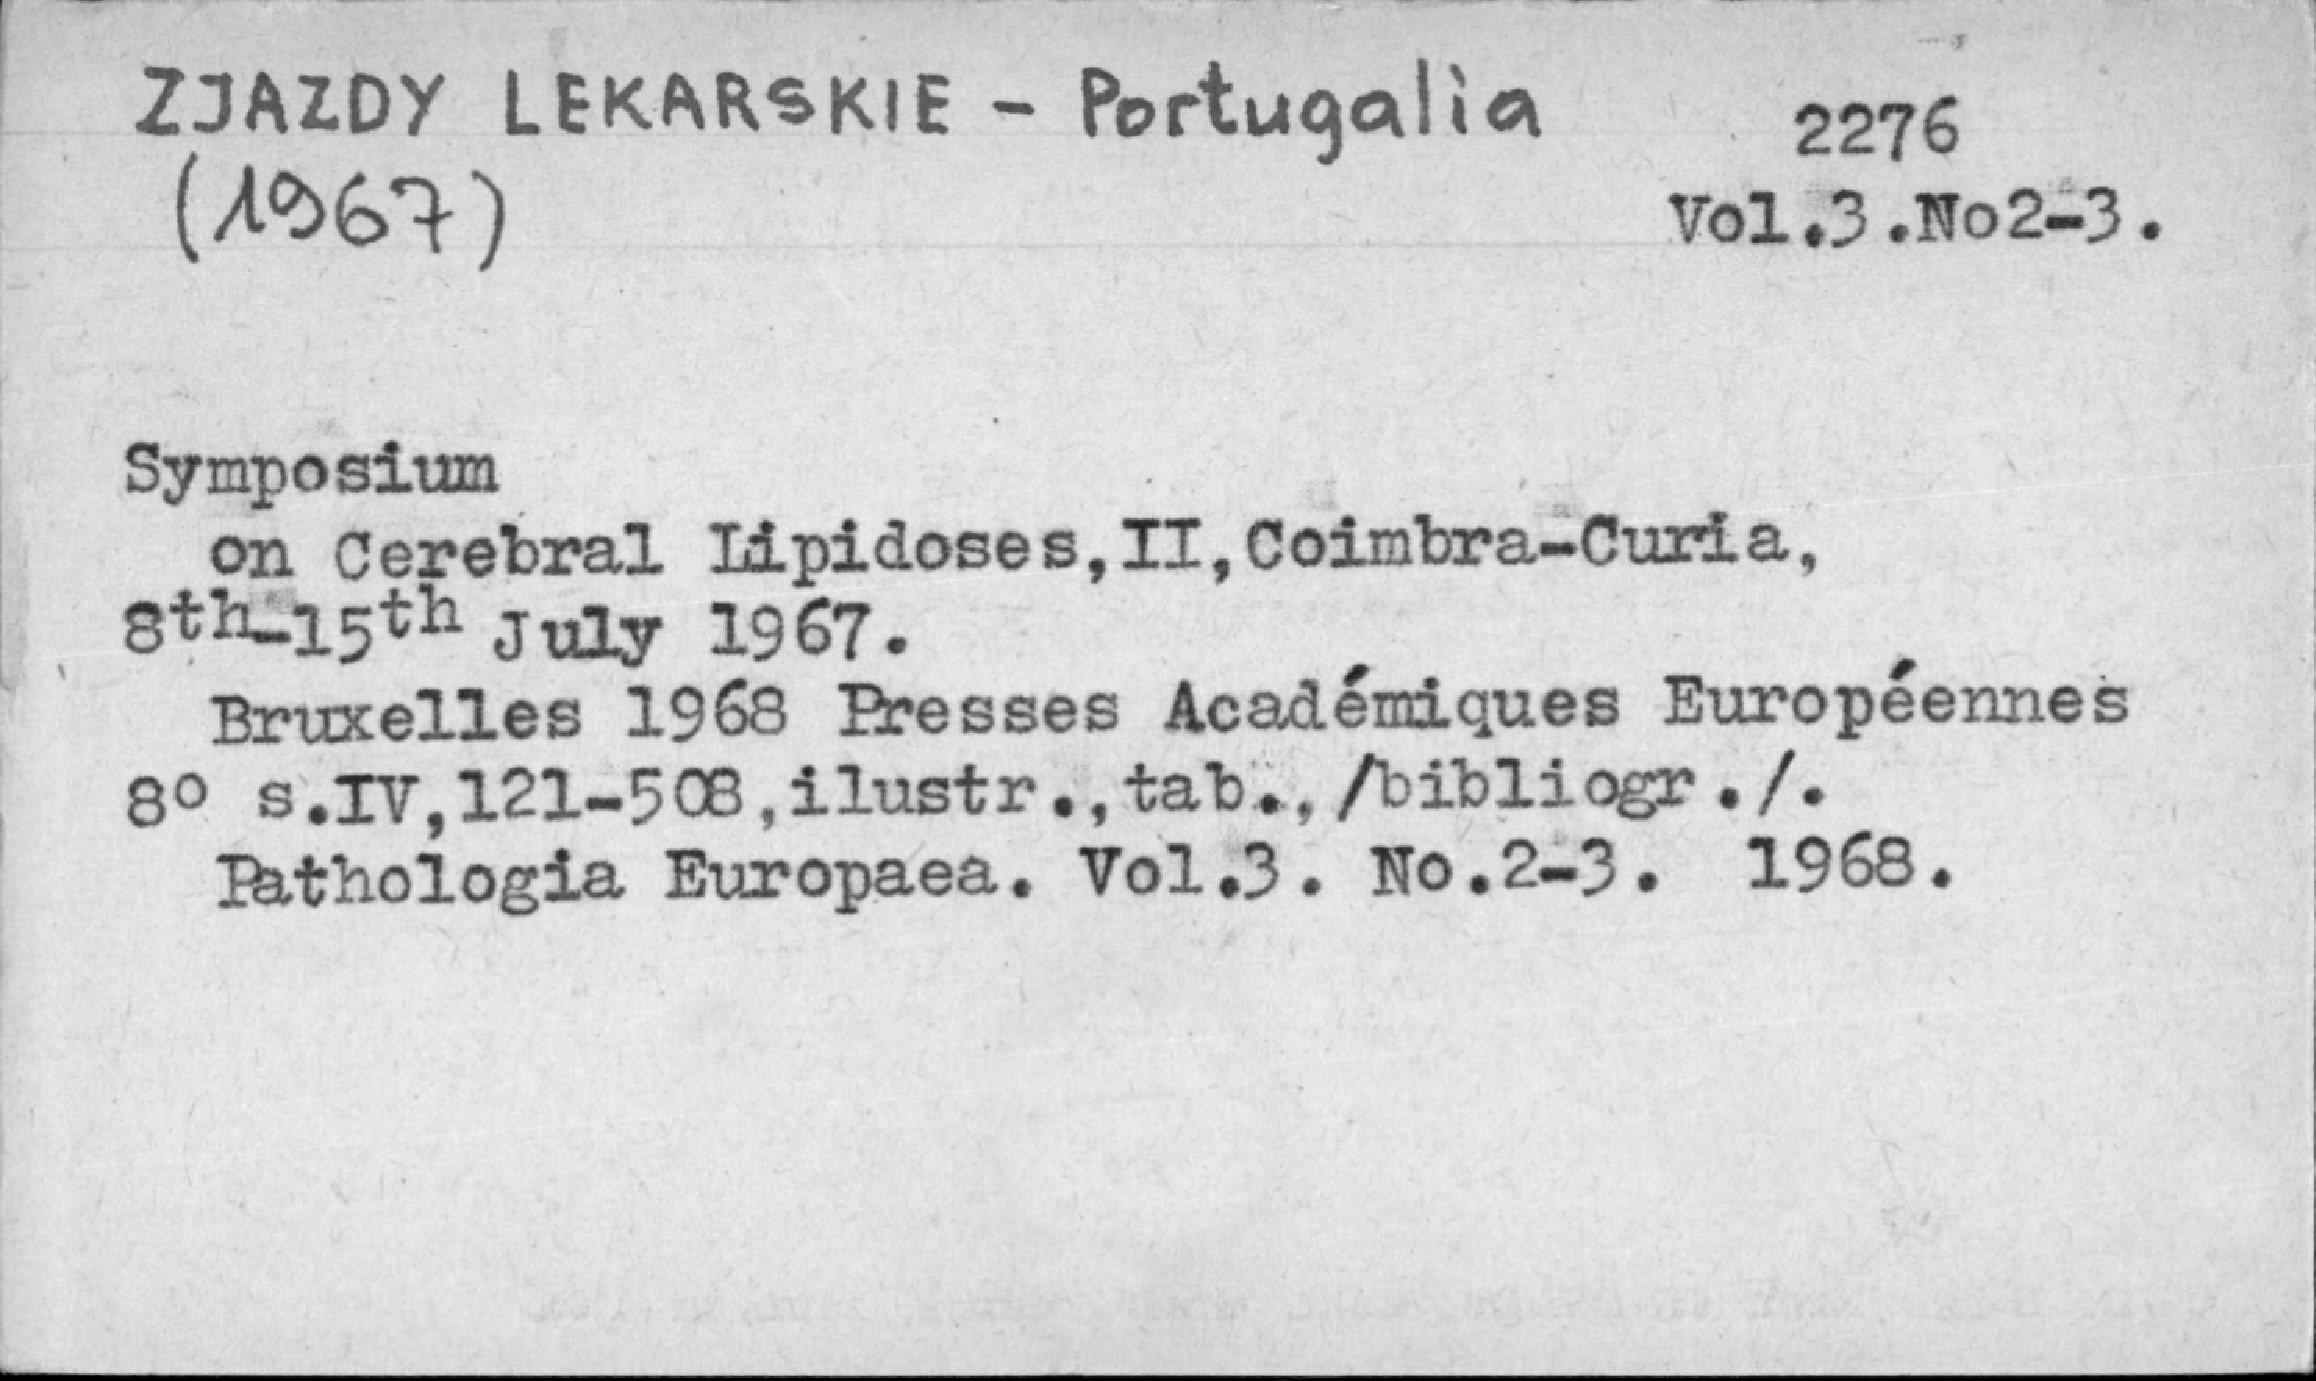 ZJAZDY LEKARSKIE - Portugalia
(1967)
2276
Vol.3.No2-3.
Symposium
on Cerebral Lipidoses,II,Coimbra-Curia,
8th-15th July 1967.
Bruxelles 1968 Presses Académiques Européennes
8º s.IV,121-508,ilustr.,tab.,/bibliogr./.
Pathologia Europaea. Vol.3. No.2-3. 1968.